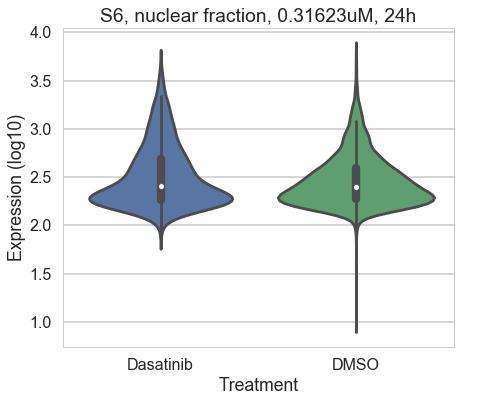 S6, nuclear fraction, 0.31623uM, 24h
4.0
3.5
3.0
2.5
2.0
1.5
1.0
Expression (log10)
Dasatinib
DMSO
Treatment